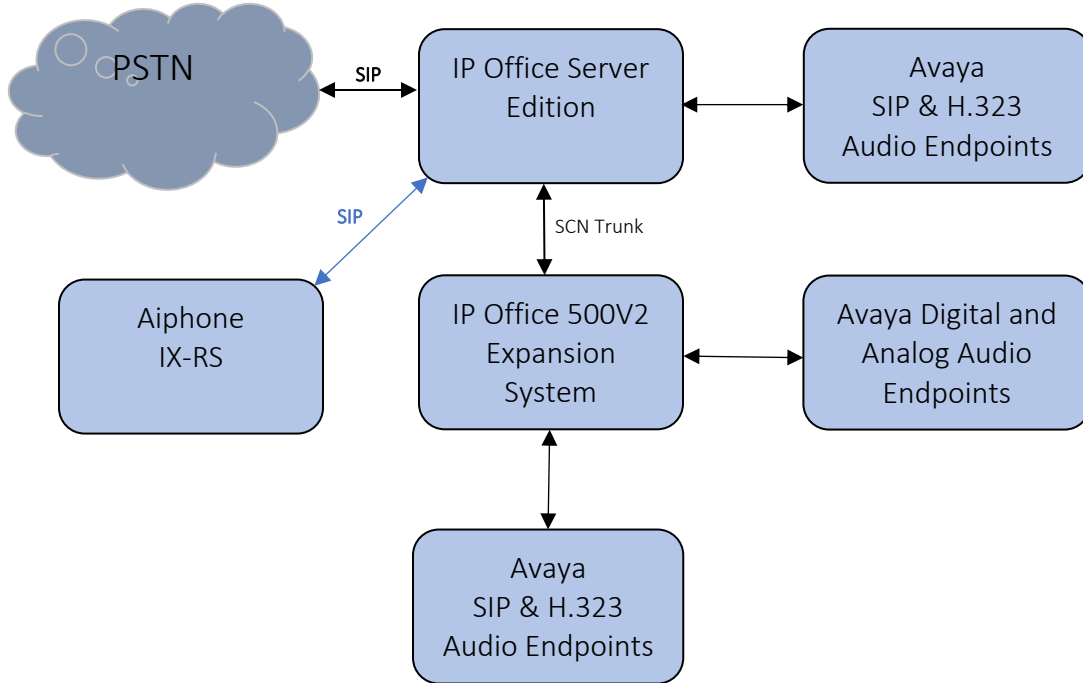 PSTN
SIP
IP Office Server
Edition
Avaya
SIP & H.323
Audio Endpoints
SIP
SCN Trunk
Aiphone
IX-RS
IP Office 500V2
Expansion
System
Avaya Digital and
Analog Audio
Endpoints
Avaya
SIP & H.323
Audio Endpoints